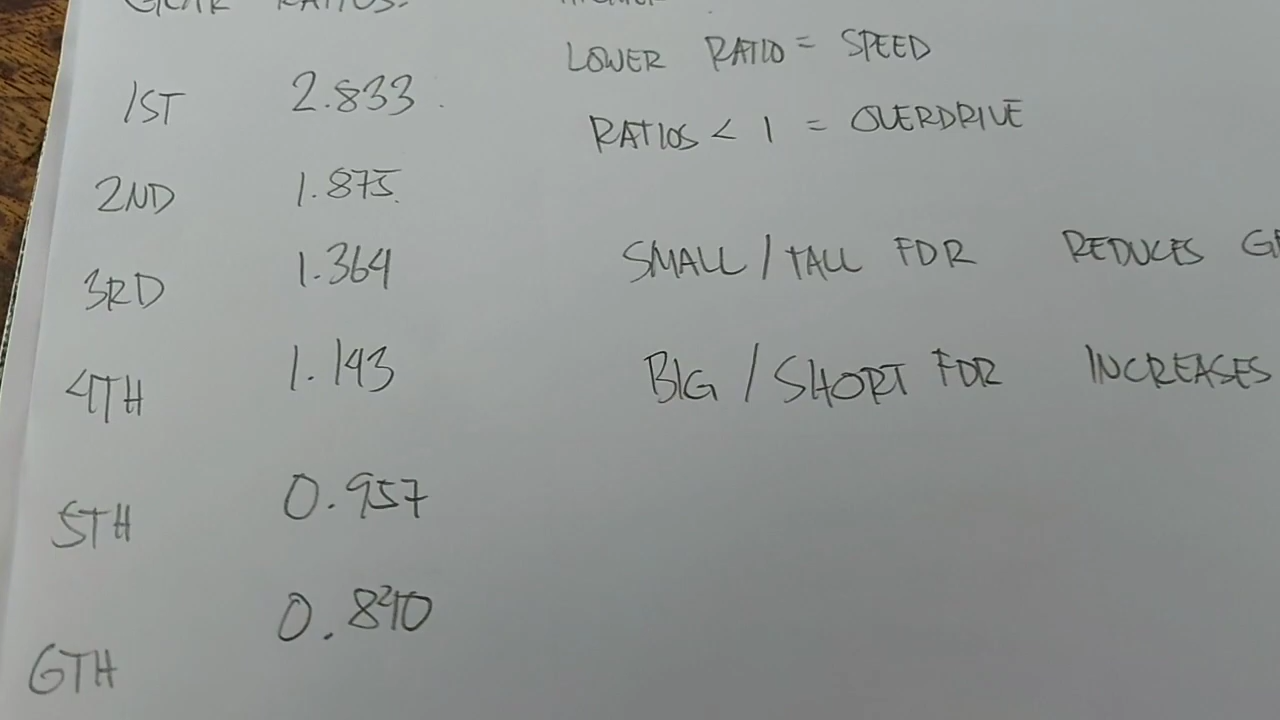 RATIOS.
LOWER RATIO = SPEED
1ST 2.833
RATIOS < 1 = OVERDRIVE
2ND 1.875
3RD 1.364
SMALL / TALL FDR REDUCES
4TH 1.143
BIG / SHORT FDR INCREASES
5TH 0.957
0.840
6TH